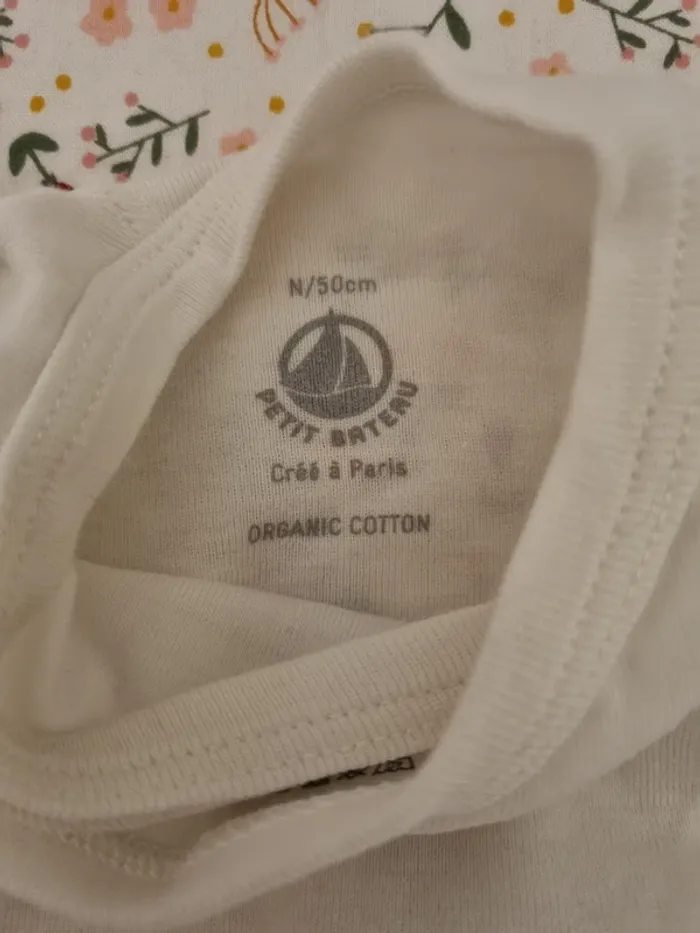 N/50cm
PETIT BATEAU
Créé à Paris
ORGANIC COTTON